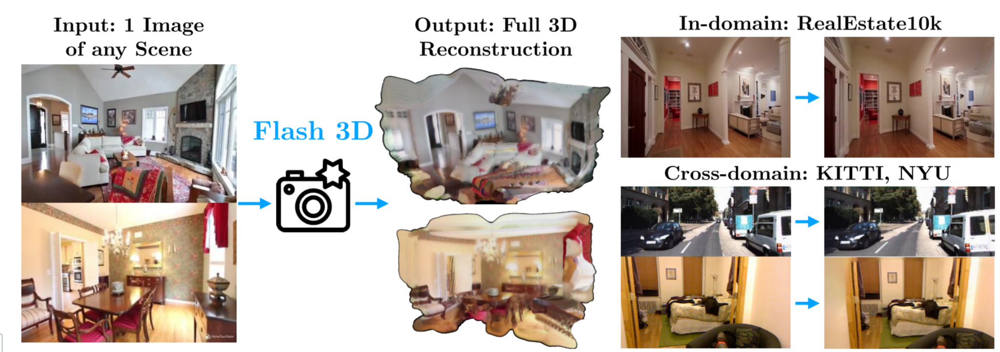 Input: 1 Image
of any Scene
Flash 3D
Output: Full 3D
Reconstruction
In-domain: RealEstate10k
Cross-domain: KITTI, NYU
HomeTourVision